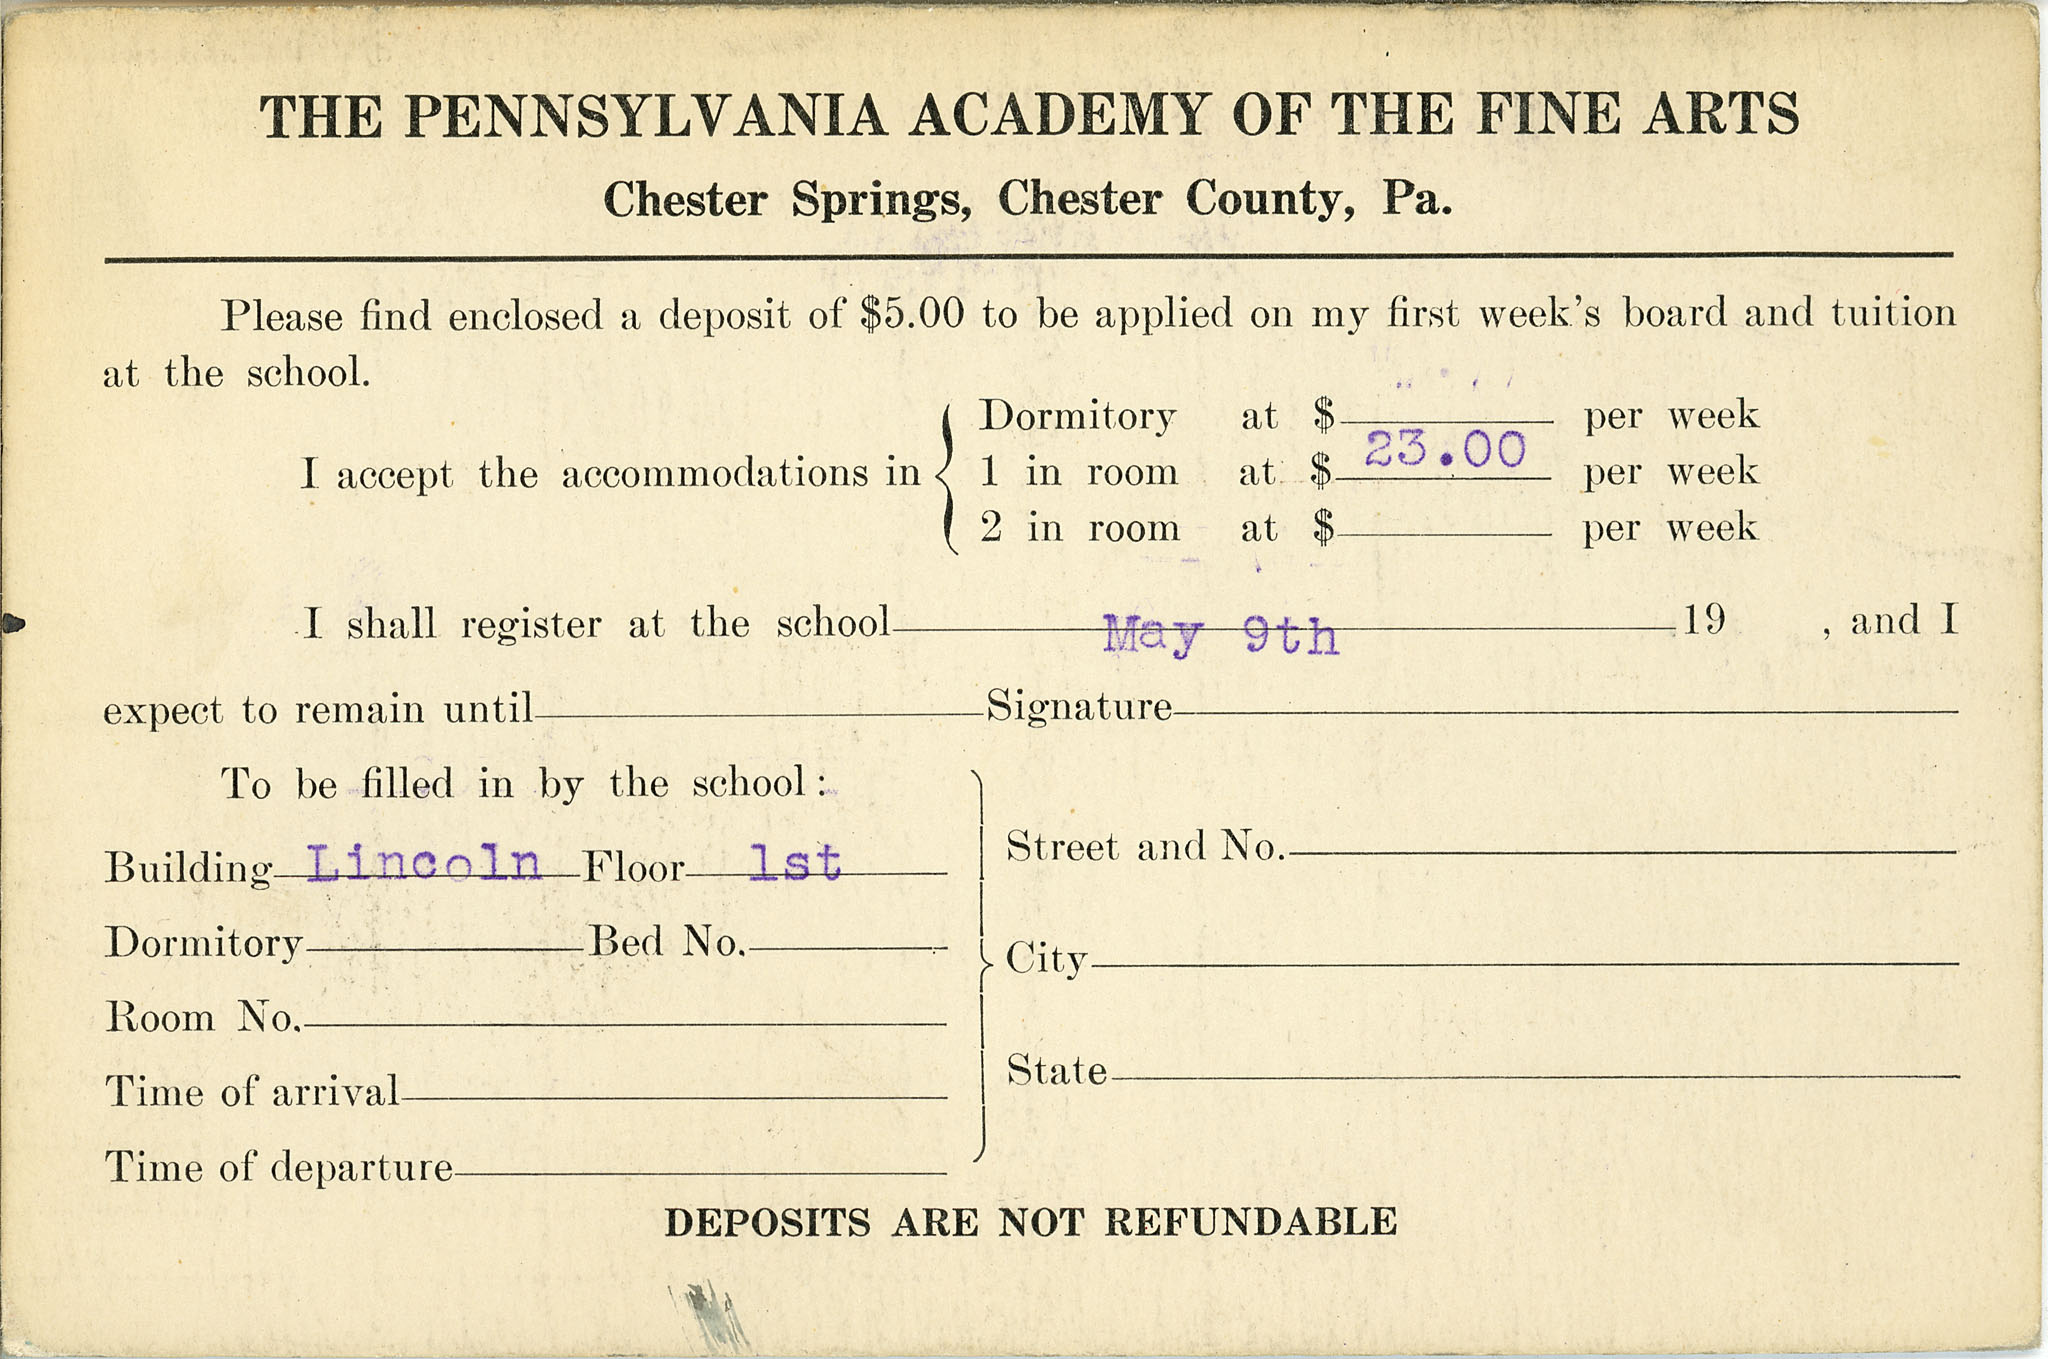 THE PENNSYLVANIA ACADEMY OF THE FINE ARTS
Chester Springs, Chester County, Pa.
Please find enclosed a deposit of $5.00 to be applied on my first week's board and tuition
at the school.
Dormitory at $ per week
I accept the accommodations in 1 in room at $ 23.00 per week
2 in room at $ per week
I shall register at the school May 9th 19 , and I
expect to remain until Signature
To be filled in by the school:
Building Lincoln Floor 1st
Street and No.
Dormitory Bed No.
City
Room No.
State
Time of arrival
Time of departure
DEPOSITS ARE NOT REFUNDABLE